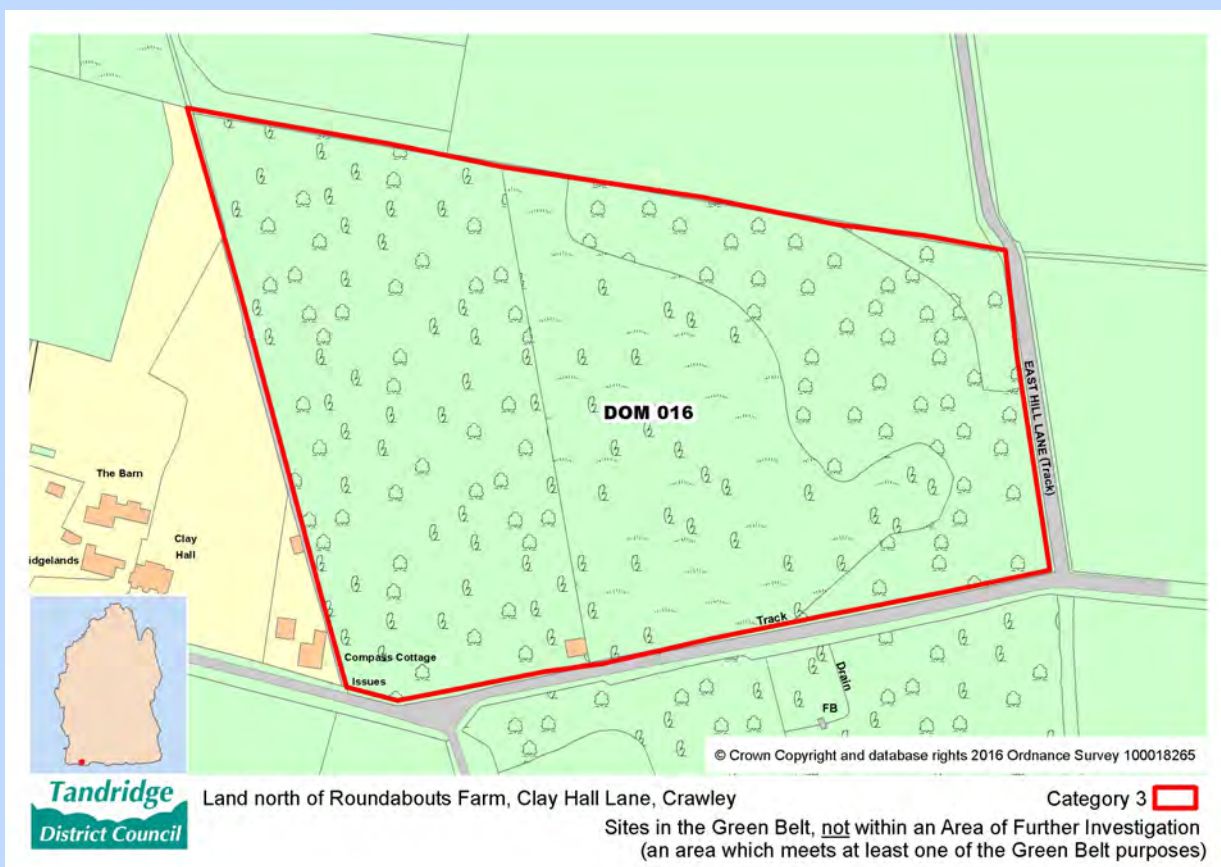 DOM 016
EAST HILL LANE (Track)
The Barn
Clay
Hall
idgelands
Track
Compass Cottage
Issues
Drain
FB
© Crown Copyright and database rights 2016 Ordnance Survey 100018265
Tandridge
District Council
Land north of Roundabouts Farm, Clay Hall Lane, Crawley
Category 3
Sites in the Green Belt, not within an Area of Further Investigation
(an area which meets at least one of the Green Belt purposes)